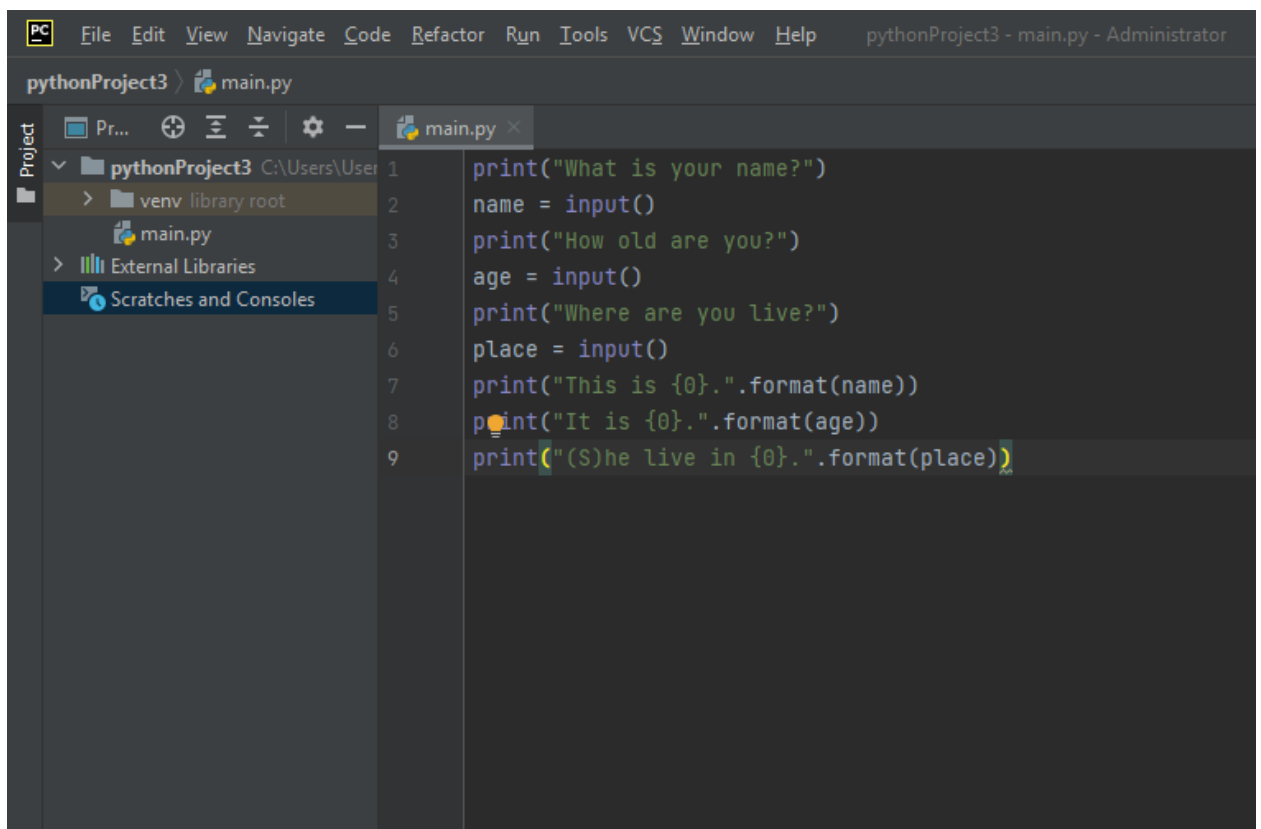 PC File Edit View Navigate Code Refactor Run Tools VCS Window Help pythonProject3 - main.py - Administrator
pythonProject3 main.py
Project
Pr...
pythonProject3 C:\Users\User
venv library root
main.py
External Libraries
Scratches and Consoles
main.py
1 print("What is your name?")
2 name = input()
3 print("How old are you?")
4 age = input()
5 print("Where are you live?")
6 place = input()
7 print("This is {0}.".format(name))
8 print("It is {0}.".format(age))
9 print("(S)he live in {0}.".format(place))